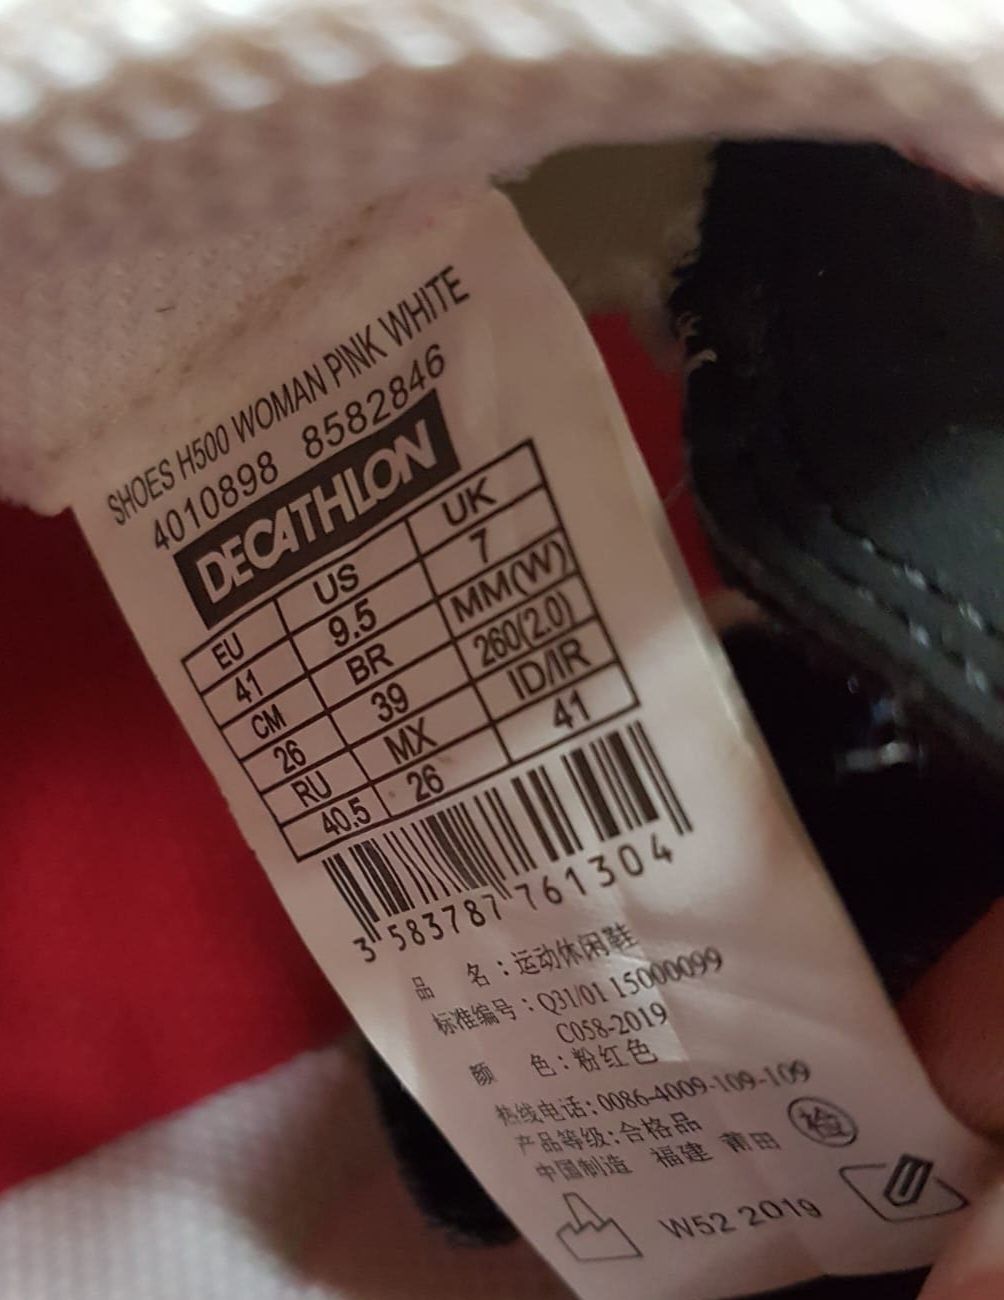 SHOES H500 WOMAN PINK WHITE
4010898 8582846
DECATHLON
EU US UK
41 9.5 7
CM BR MM(W)
26 39 260(2.0)
RU MX ID/IR
40.5 26 41
3 583787 761304
品 名：运动休闲鞋
标准编号：Q31/01 15000099
C058-2019
颜 色：粉红色
热线电话：0086-4009-109-109
产品等级：合格品
中国制造 福建 莆田 检
W52 2019